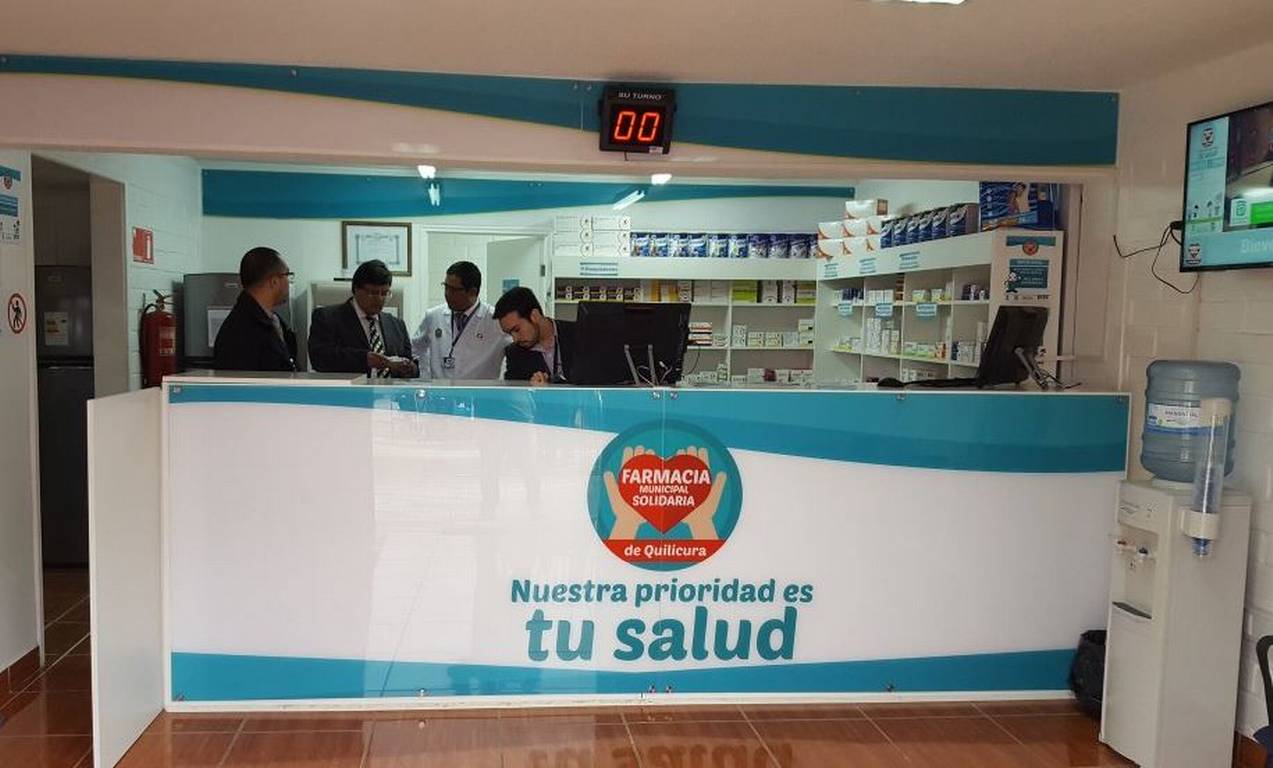 SU TURNO
00
FARMACIA
MUNICIPAL
SOLIDARIA
de Quilicura
Nuestra prioridad es
tu salud